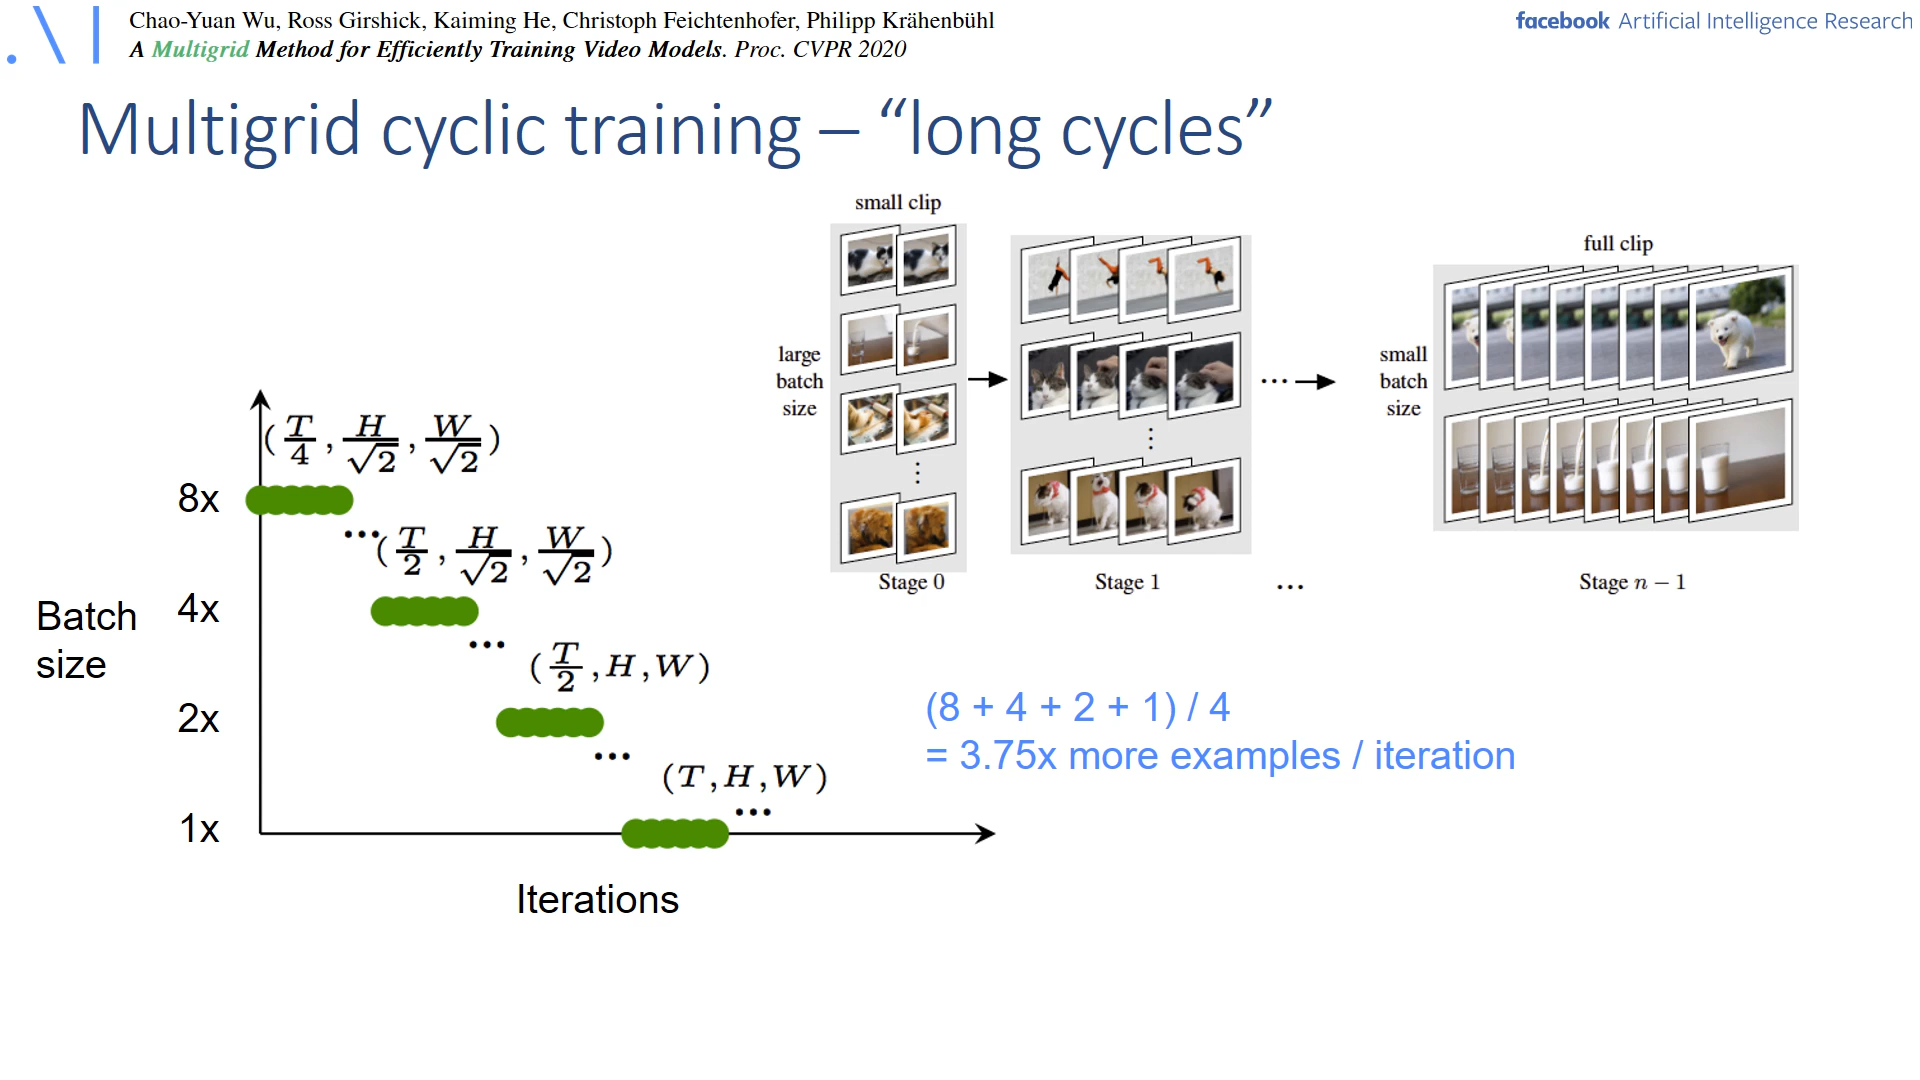 Chao-Yuan Wu, Ross Girshick, Kaiming He, Christoph Feichtenhofer, Philipp Krähenbühl
A Multigrid Method for Efficiently Training Video Models. Proc. CVPR 2020
facebook Artificial Intelligence Research
Multigrid cyclic training – “long cycles”
small clip
full clip
large
batch
size
...
small
batch
size
Stage 0
Stage 1
...
Stage n − 1
Batch
size
8x
(T/4, H/√2, W/√2)
...
4x
(T/2, H/√2, W/√2)
...
2x
(T/2, H, W)
...
1x
(T, H, W)
...
Iterations
(8 + 4 + 2 + 1) / 4
= 3.75x more examples / iteration